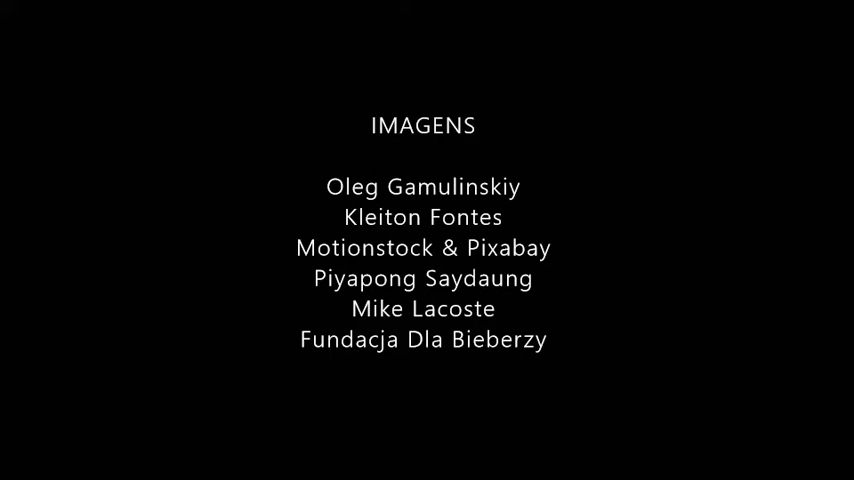 IMAGENS
Oleg Gamulinskiy
Kleiton Fontes
Motionstock & Pixabay
Piyapong Saydaung
Mike Lacoste
Fundacja Dla Bieberzy